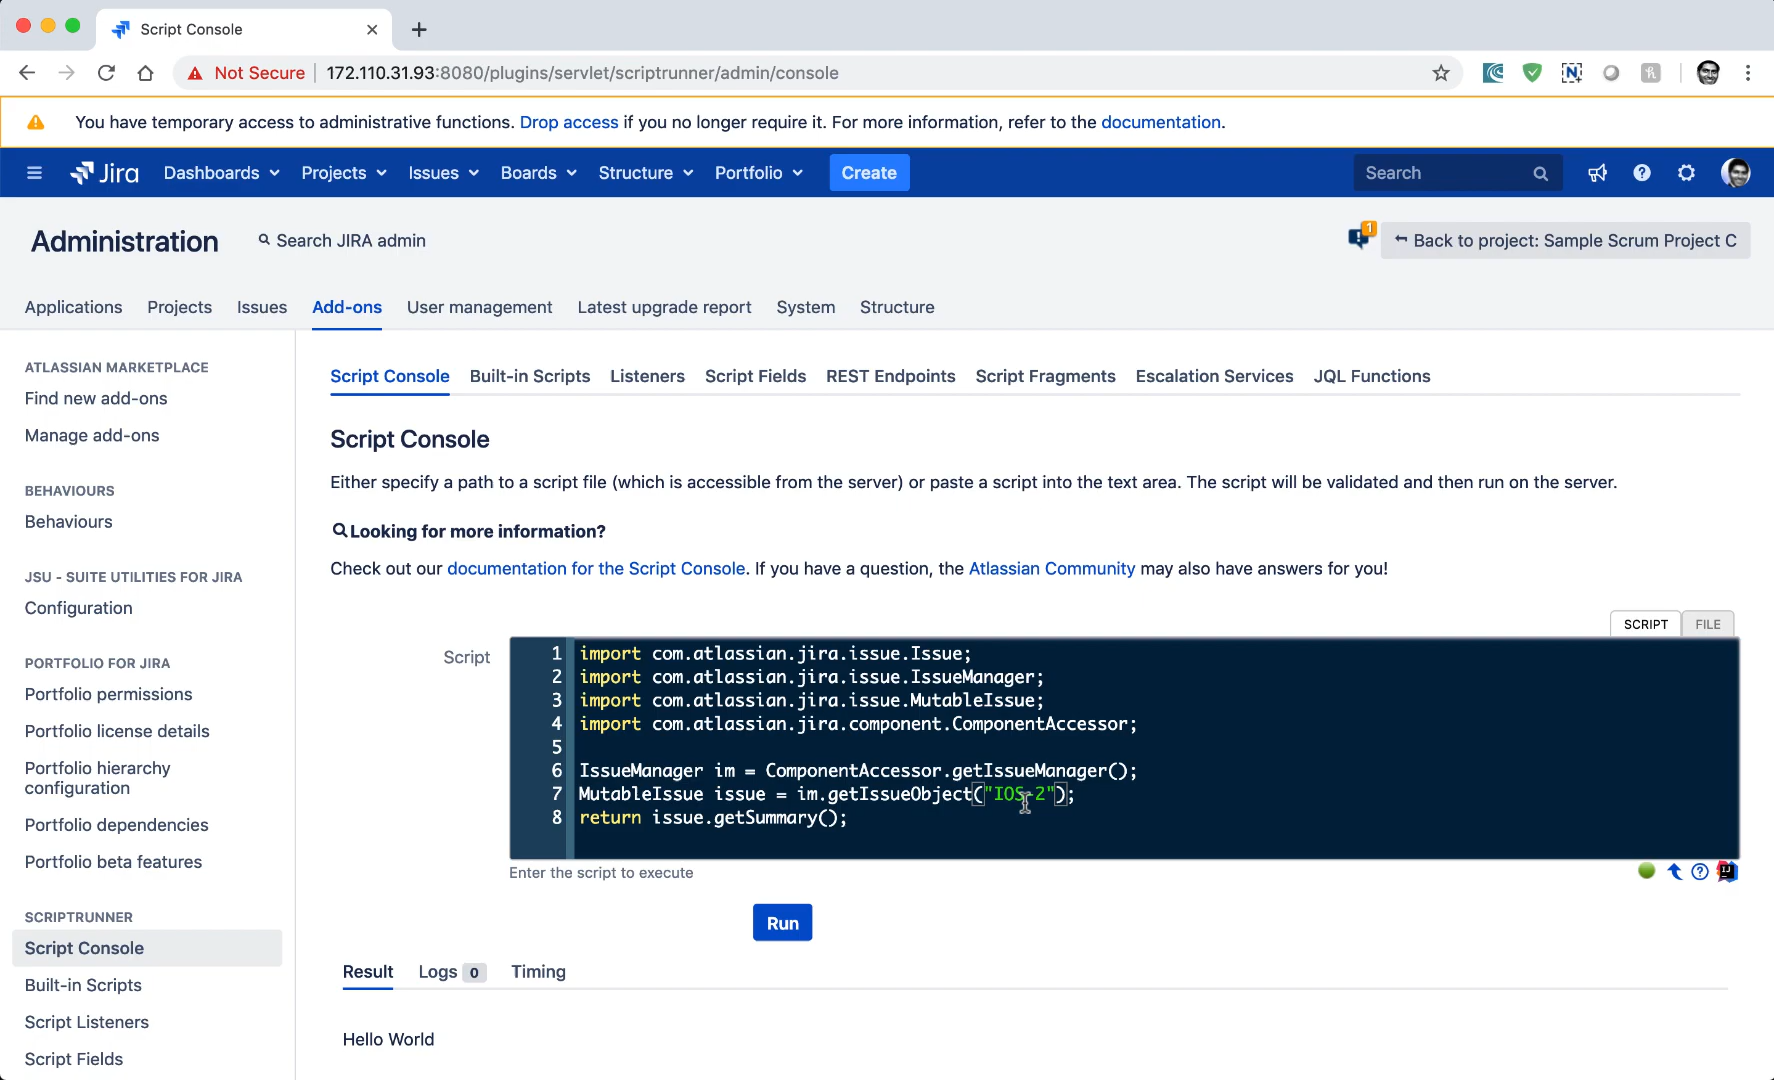 Script Console
Not Secure
172.110.31.93:8080/plugins/servlet/scriptrunner/admin/console
You have temporary access to administrative functions. Drop access if you no longer require it. For more information, refer to the documentation.
Jira
Dashboards
Projects
Issues
Boards
Structure
Portfolio
Create
Search
Administration
Search JIRA admin
1
Back to project: Sample Scrum Project C
Applications
Projects
Issues
Add-ons
User management
Latest upgrade report
System
Structure
ATLASSIAN MARKETPLACE
Find new add-ons
Manage add-ons
BEHAVIOURS
Behaviours
JSU - SUITE UTILITIES FOR JIRA
Configuration
PORTFOLIO FOR JIRA
Portfolio permissions
Portfolio license details
Portfolio hierarchy
configuration
Portfolio dependencies
Portfolio beta features
SCRIPTRUNNER
Script Console
Built-in Scripts
Script Listeners
Script Fields
Script Console
Built-in Scripts
Listeners
Script Fields
REST Endpoints
Script Fragments
Escalation Services
JQL Functions
Script Console
Either specify a path to a script file (which is accessible from the server) or paste a script into the text area. The script will be validated and then run on the server.
Looking for more information?
Check out our documentation for the Script Console. If you have a question, the Atlassian Community may also have answers for you!
SCRIPT
FILE
Script
1 import com.atlassian.jira.issue.Issue;
2 import com.atlassian.jira.issue.IssueManager;
3 import com.atlassian.jira.issue.MutableIssue;
4 import com.atlassian.jira.component.ComponentAccessor;
5
6 IssueManager im = ComponentAccessor.getIssueManager();
7 MutableIssue issue = im.getIssueObject("IOS-2");
8 return issue.getSummary();
Enter the script to execute
Run
Result
Logs 0
Timing
Hello World